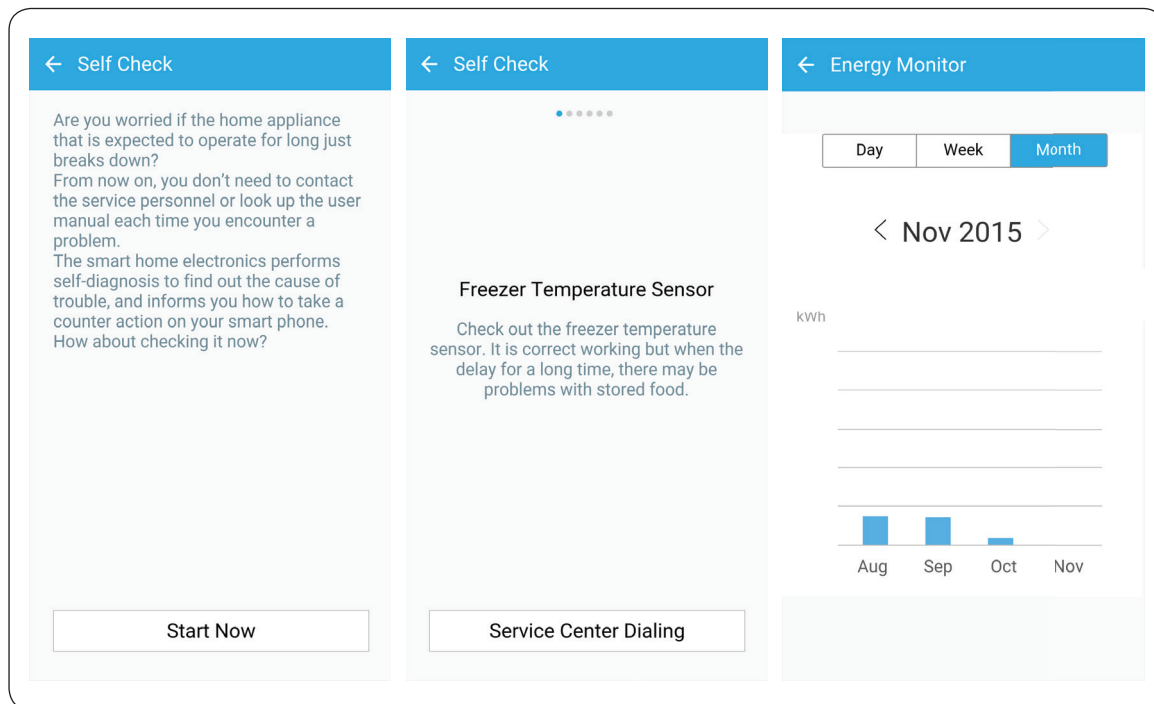 Self Check
Are you worried if the home appliance
that is expected to operate for long just
breaks down?
From now on, you don't need to contact
the service personnel or look up the user
manual each time you encounter a
problem.
The smart home electronics performs
self-diagnosis to find out the cause of
trouble, and informs you how to take a
counter action on your smart phone.
How about checking it now?
Start Now
Self Check
Freezer Temperature Sensor
Check out the freezer temperature
sensor. It is correct working but when the
delay for a long time, there may be
problems with stored food.
Service Center Dialing
Energy Monitor
Day Week Month
Nov 2015
kWh
Aug Sep Oct Nov